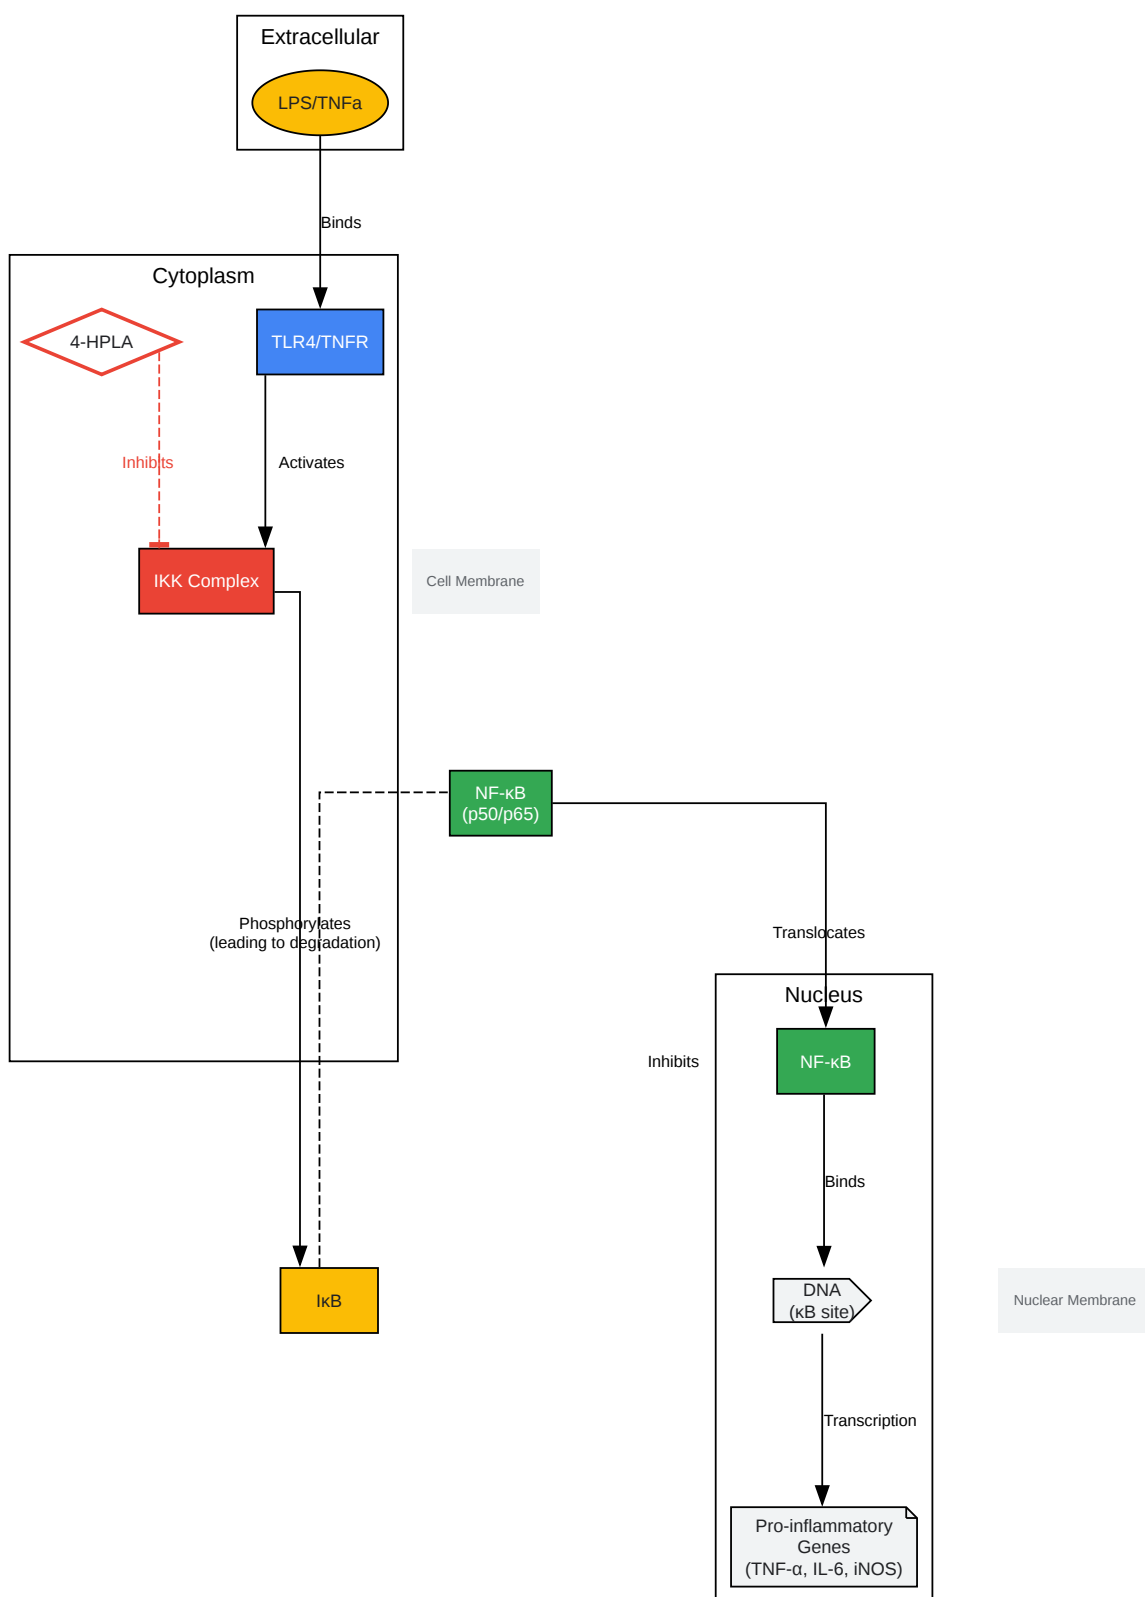 Extracellular
LPS/TNFa
Binds
Cytoplasm
4-HPLA
TLR4/TNFR
Inhibits
Activates
IKK Complex
Cell Membrane
NF-κB
(p50/p65)
Phosphorylates
(leading to degradation)
Translocates
Nucleus
Inhibits
NF-κB
Binds
IκB
DNA
(κB site)
Nuclear Membrane
Transcription
Pro-inflammatory
Genes
(TNF-α, IL-6, iNOS)